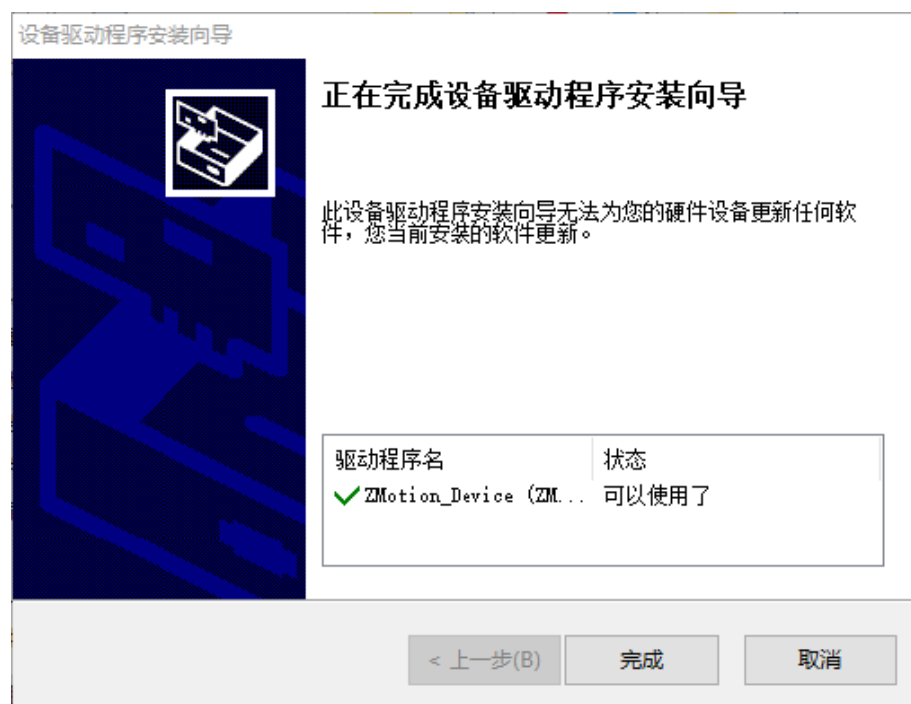 设备驱动程序安装向导
正在完成设备驱动程序安装向导
此设备驱动程序安装向导无法为您的硬件设备更新任何软
件，您当前安装的软件更新。
驱动程序名 状态
ZMotion_Device (ZM... 可以使用了
< 上一步(B) 完成 取消